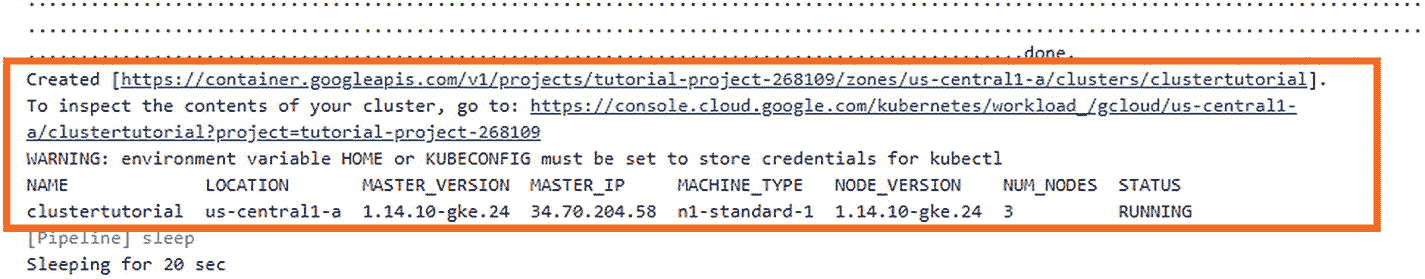 ................................................................................................................................................
................................................................................................................................................
.......................................................................................................done.
Created [https://container.googleapis.com/v1/projects/tutorial-project-268109/zones/us-central1-a/clusters/clustertutorial].
To inspect the contents of your cluster, go to: https://console.cloud.google.com/kubernetes/workload_/gcloud/us-central1-
a/clustertutorial?project=tutorial-project-268109
WARNING: environment variable HOME or KUBECONFIG must be set to store credentials for kubectl
NAME LOCATION MASTER_VERSION MASTER_IP MACHINE_TYPE NODE_VERSION NUM_NODES STATUS
clustertutorial us-central1-a 1.14.10-gke.24 34.70.204.58 n1-standard-1 1.14.10-gke.24 3 RUNNING
[Pipeline] sleep
Sleeping for 20 sec